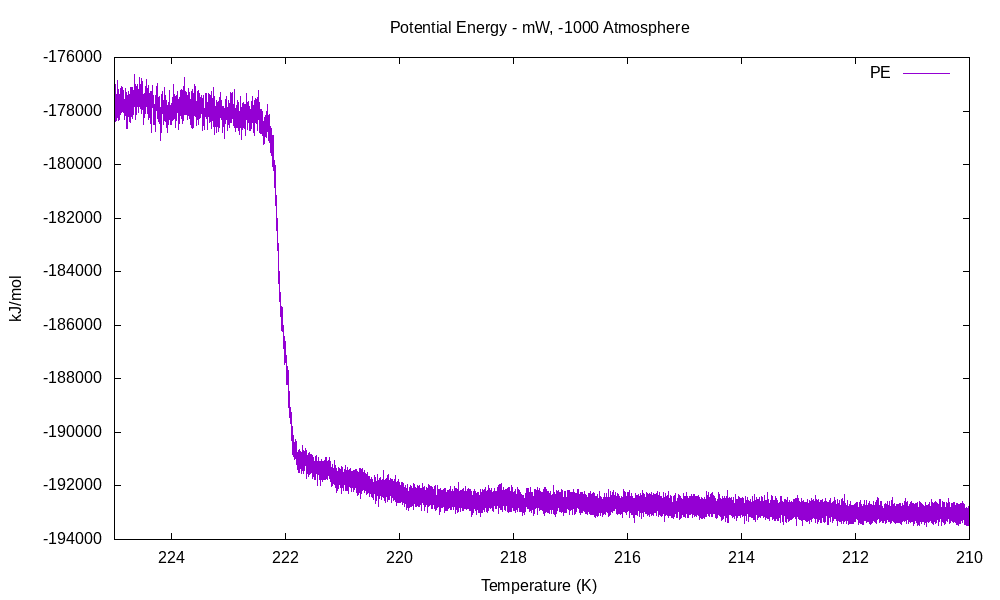 Potential Energy - mW, -1000 Atmosphere
PE
-176000
-178000
-180000
-182000
-184000
-186000
-188000
-190000
-192000
-194000
kJ/mol
224 222 220 218 216 214 212 210
Temperature (K)